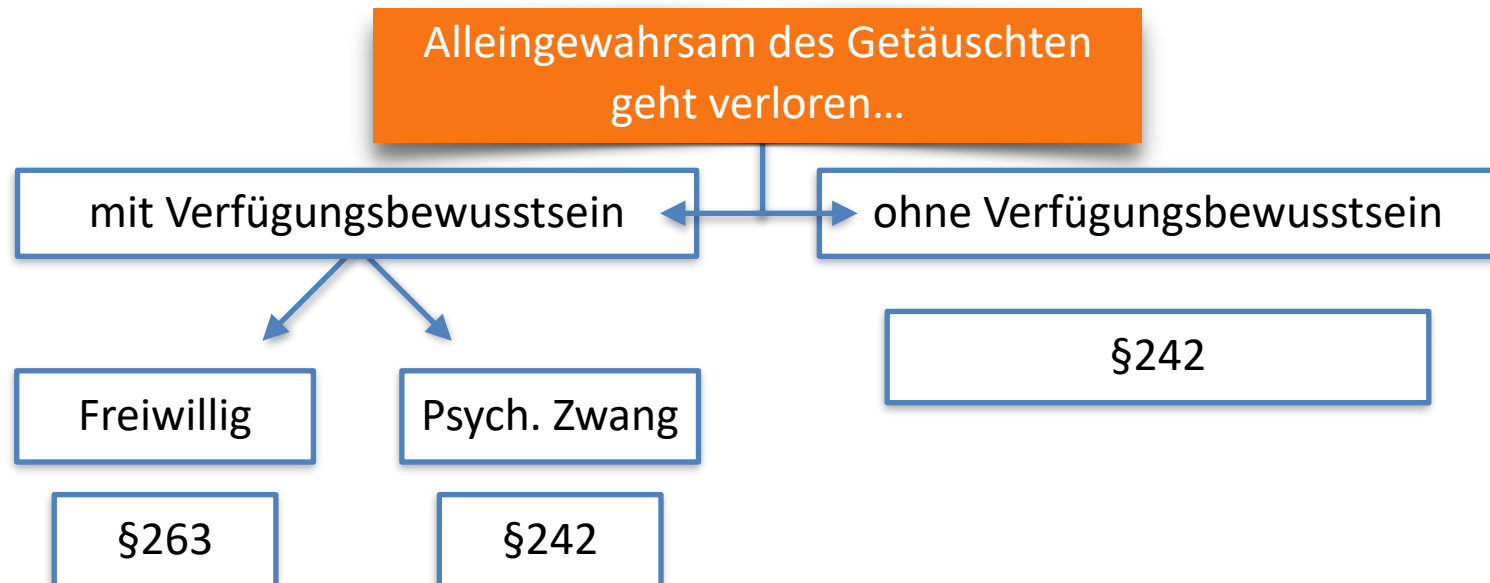 Alleingewahrsam des Getäuschten
geht verloren…
mit Verfügungsbewusstsein
ohne Verfügungsbewusstsein
§242
Freiwillig
Psych. Zwang
§263
§242